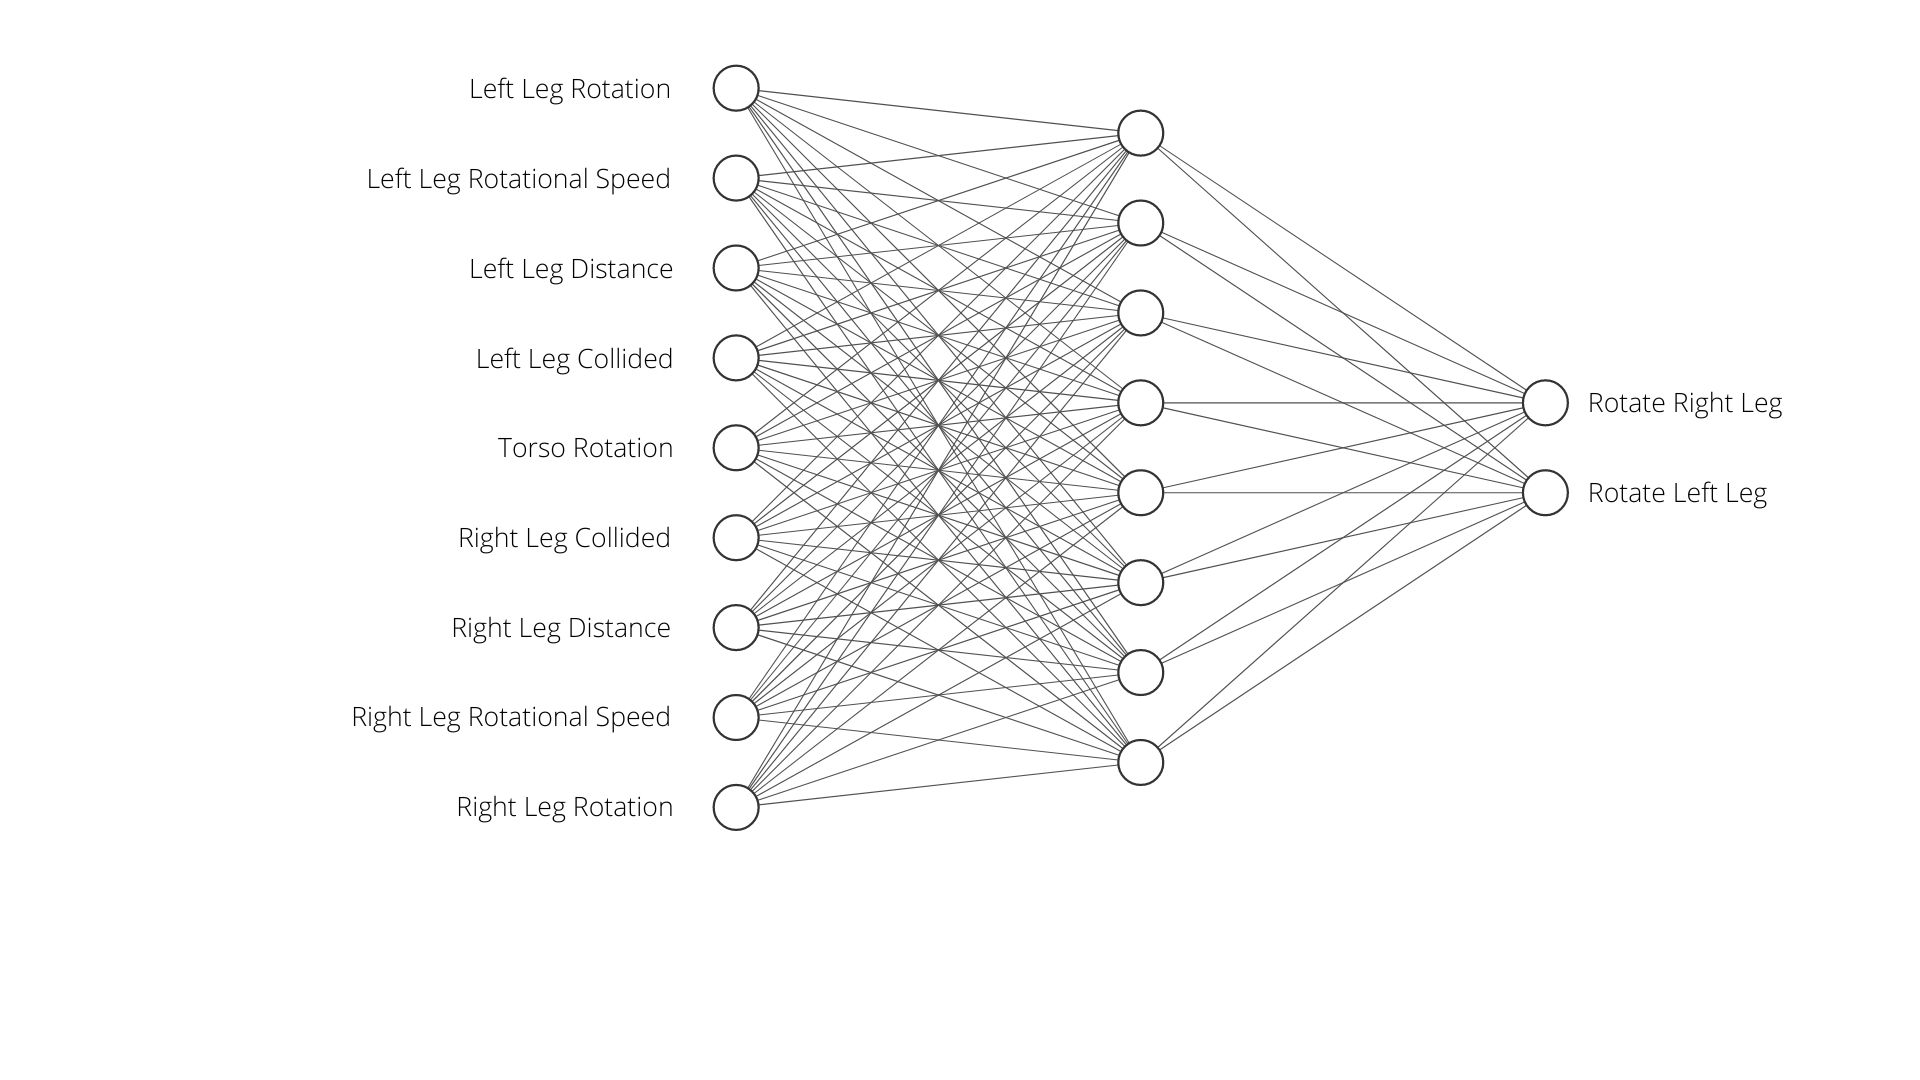 Left Leg Rotation
Left Leg Rotational Speed
Left Leg Distance
Left Leg Collided
Torso Rotation
Right Leg Collided
Right Leg Distance
Right Leg Rotational Speed
Right Leg Rotation
Rotate Right Leg
Rotate Left Leg